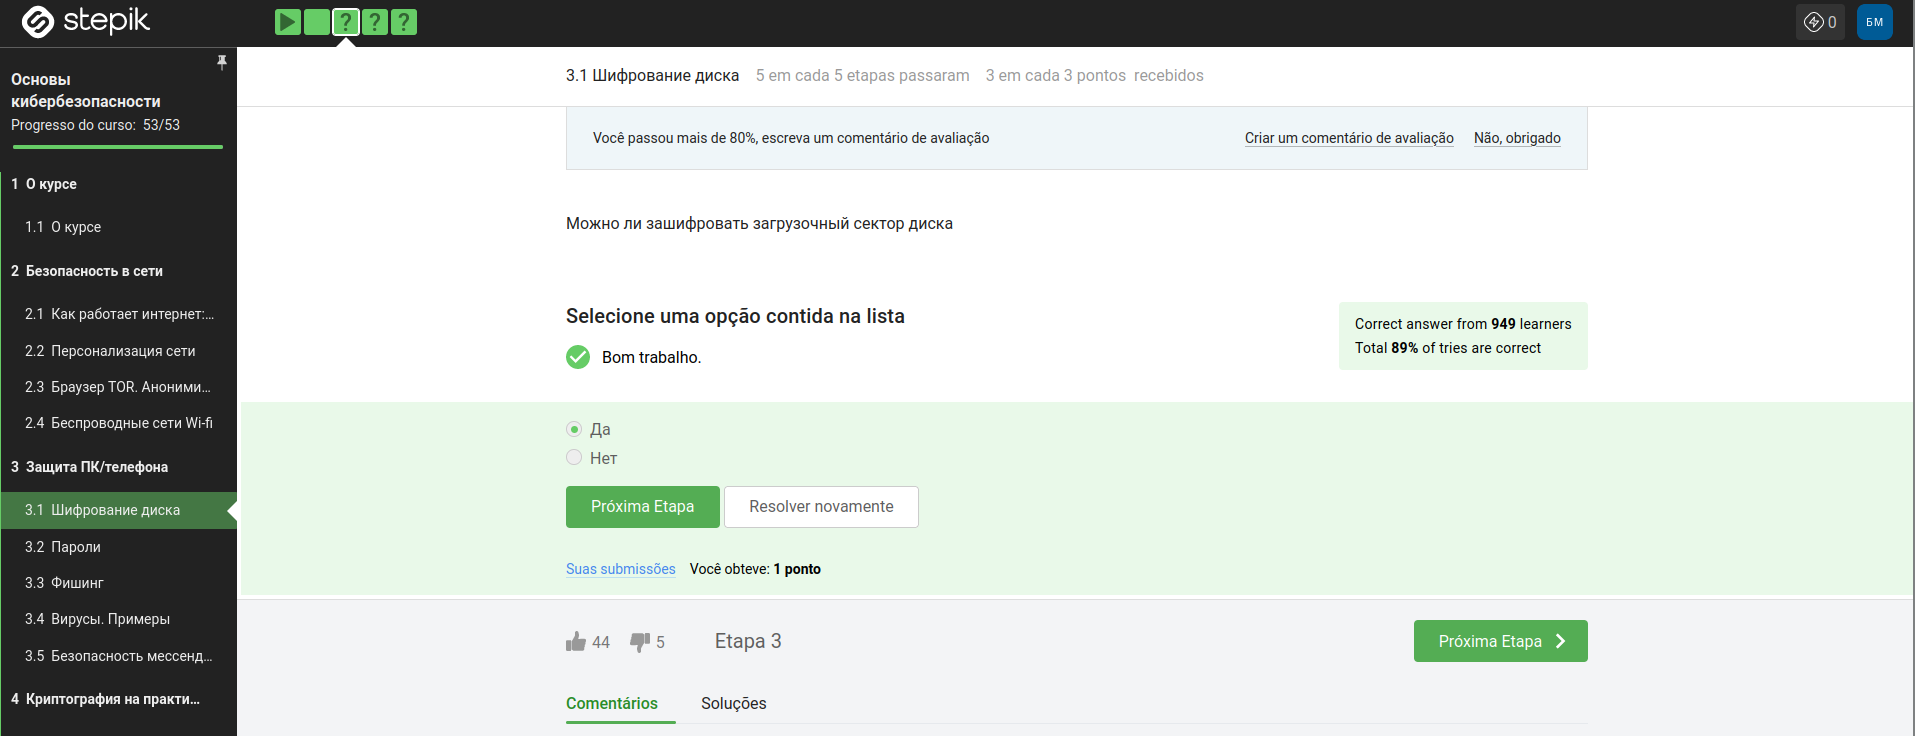 stepik
? ? ?
0
БМ
Основы
кибербезопасности
Progresso do curso: 53/53
1 О курсе
1.1 О курсе
2 Безопасность в сети
2.1 Как работает интернет:...
2.2 Персонализация сети
2.3 Браузер TOR. Аноними...
2.4 Беспроводные сети Wi-fi
3 Защита ПК/телефона
3.1 Шифрование диска
3.2 Пароли
3.3 Фишинг
3.4 Вирусы. Примеры
3.5 Безопасность мессенд...
4 Криптография на практи...
3.1 Шифрование диска 5 em cada 5 etapas passaram 3 em cada 3 pontos recebidos
Você passou mais de 80%, escreva um comentário de avaliação Criar um comentário de avaliação Não, obrigado
Можно ли зашифровать загрузочный сектор диска
Selecione uma opção contida na lista
Bom trabalho.
Correct answer from 949 learners
Total 89% of tries are correct
Да
Нет
Próxima Etapa Resolver novamente
Suas submissões Você obteve: 1 ponto
44 5 Etapa 3 Próxima Etapa
Comentários Soluções